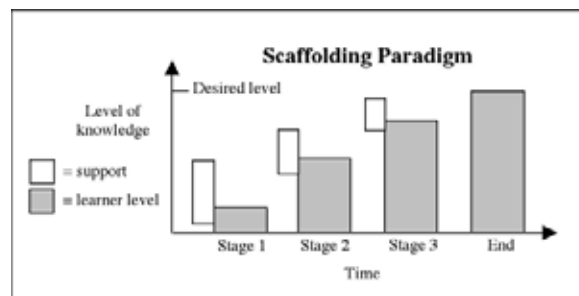 Scaffolding Paradigm
Desired level
Level of
knowledge
= support
= learner level
Stage 1
Stage 2
Stage 3
End
Time